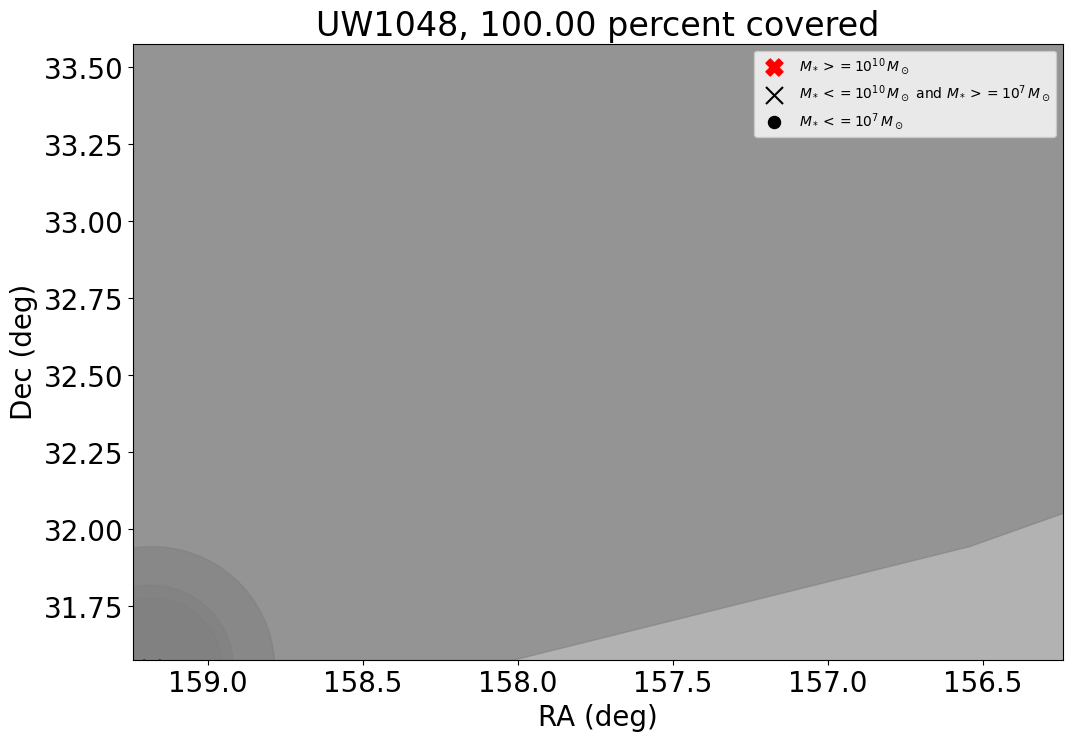 UW1048, 100.00 percent covered
M* >= 10^10 M⊙
M* <= 10^10 M⊙ and M* >= 10^7 M⊙
M* <= 10^7 M⊙
Dec (deg)
33.50
33.25
33.00
32.75
32.50
32.25
32.00
31.75
159.0 158.5 158.0 157.5 157.0 156.5
RA (deg)